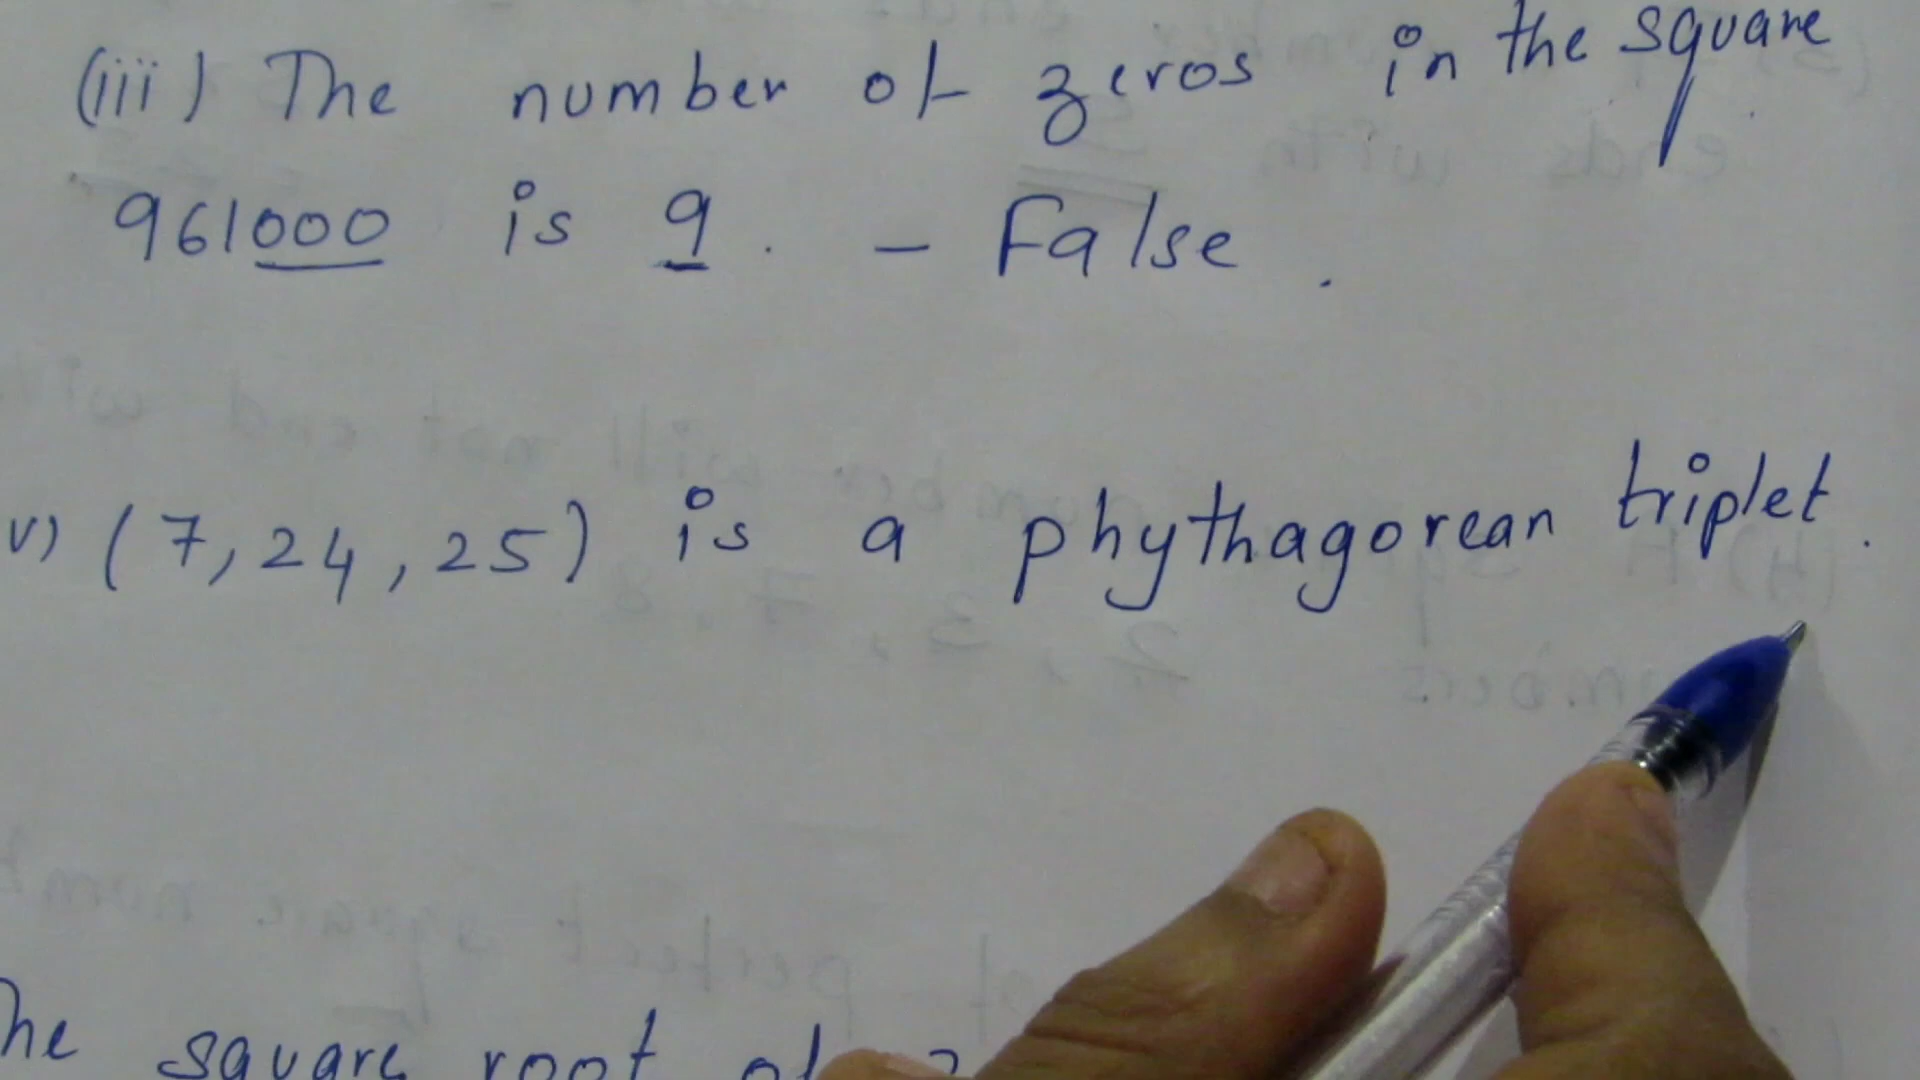 (iii) The number of zeros in the square
961000 is 9. - False.
v) (7, 24, 25) is a phythagorean triplet.
he square root of